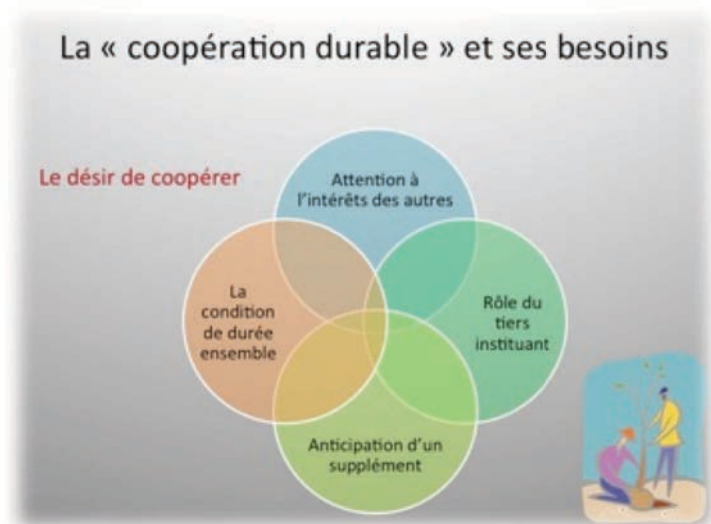 La « coopération durable » et ses besoins
Le désir de coopérer
Attention à
l'intérêts des autres
La
condition
de durée
ensemble
Rôle du
tiers
instituant
Anticipation d'un
supplément